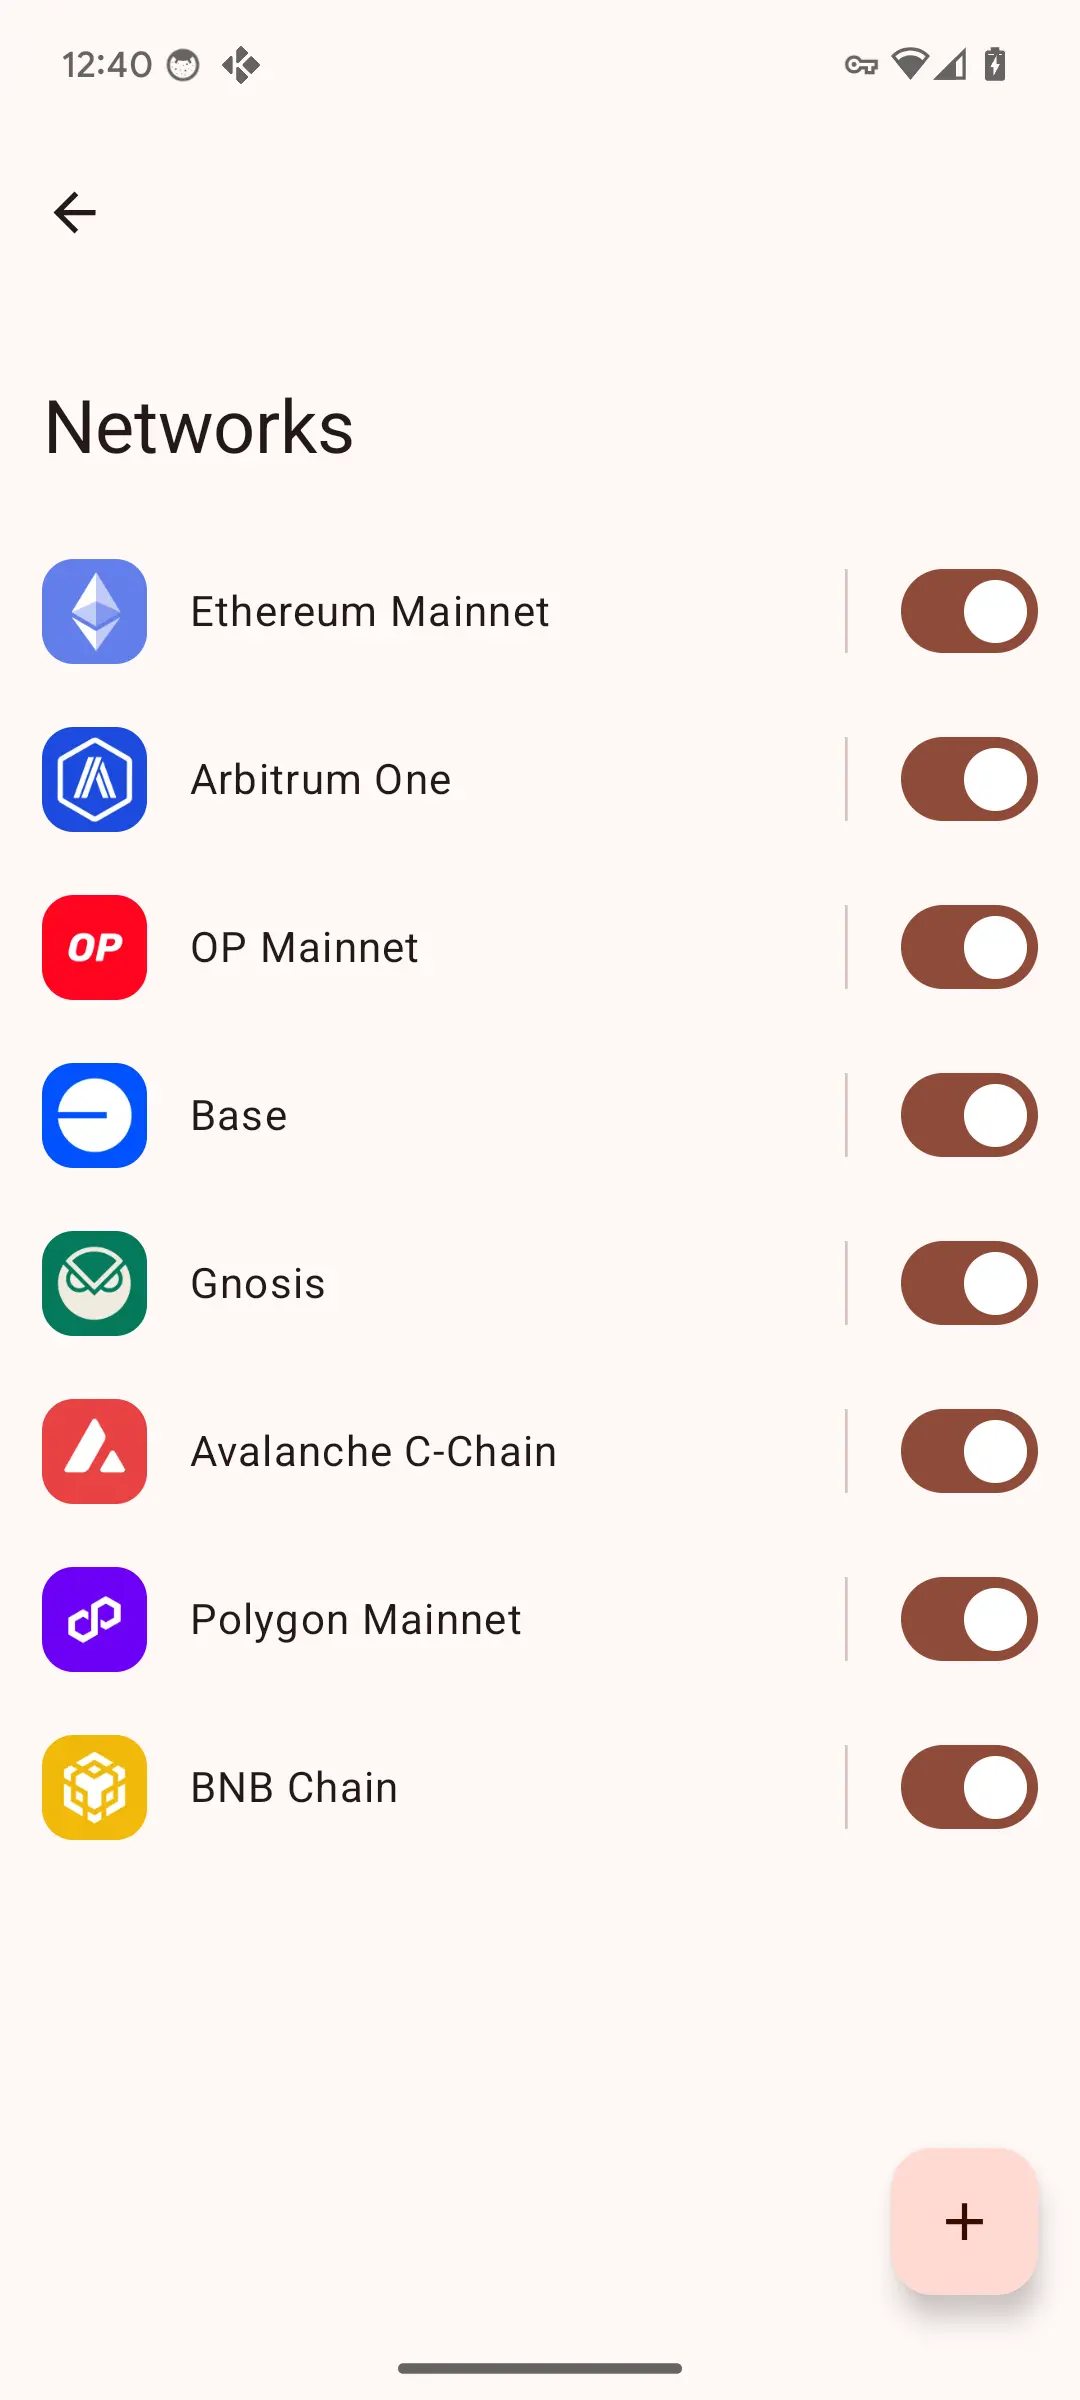 12:40
Networks
Ethereum Mainnet
Arbitrum One
OP
OP Mainnet
Base
Gnosis
Avalanche C-Chain
Polygon Mainnet
BNB Chain